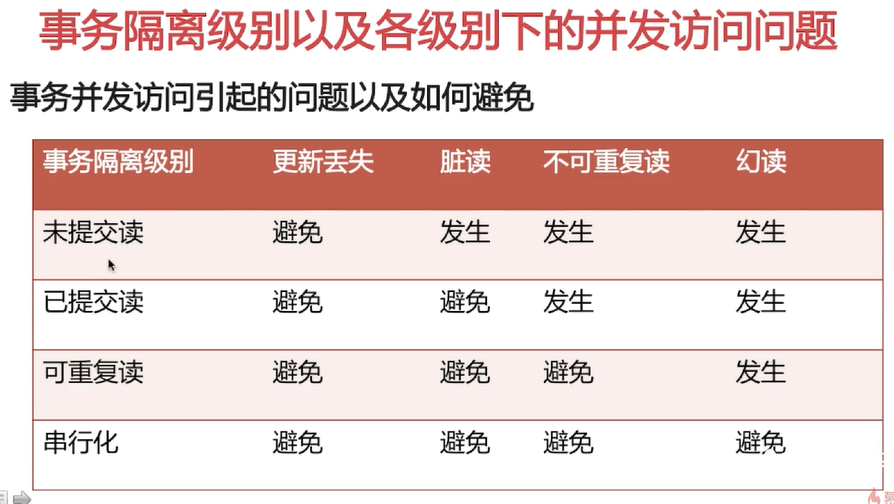 事务隔离级别以及各级别下的并发访问问题
事务并发访问引起的问题以及如何避免
事务隔离级别 更新丢失 脏读 不可重复读 幻读
未提交读 避免 发生 发生 发生
已提交读 避免 避免 发生 发生
可重复读 避免 避免 避免 发生
串行化 避免 避免 避免 避免